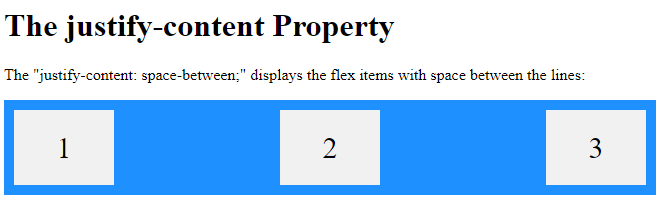 The justify-content Property
The "justify-content: space-between;" displays the flex items with space between the lines:
1 2 3